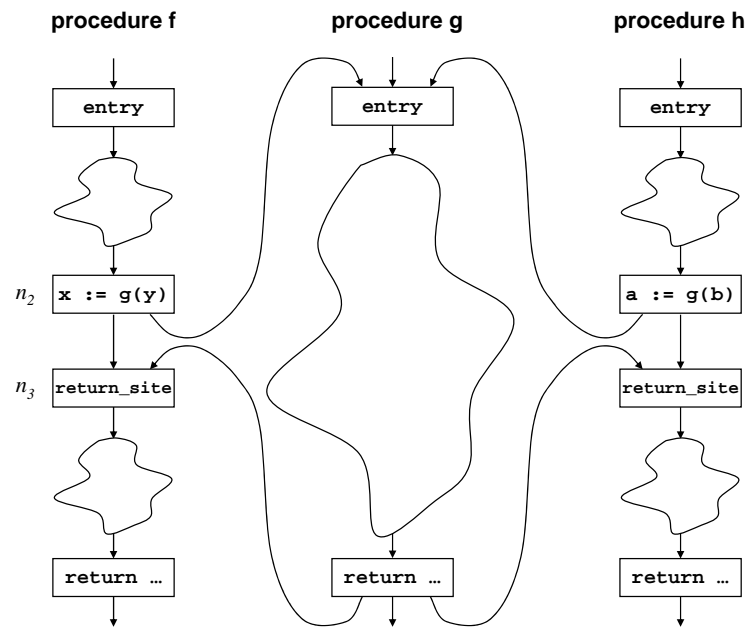 procedure f
procedure g
procedure h
entry
entry
entry
n2
x := g(y)
a := g(b)
n3
return_site
return_site
return …
return …
return …